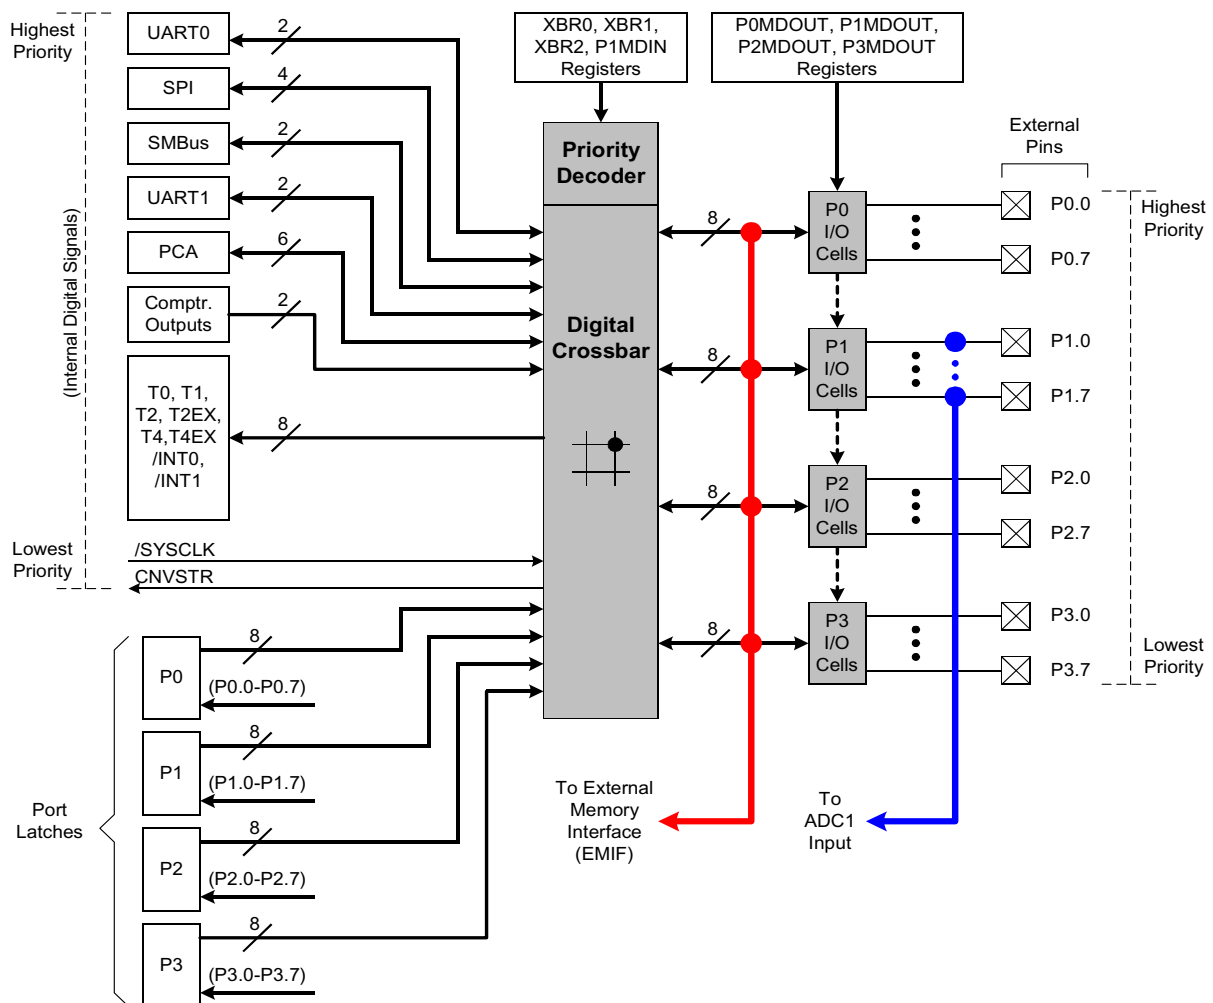 Highest
Priority
UART0
2
SPI
4
SMBus
2
UART1
2
PCA
6
Comptr.
Outputs
2
T0, T1,
T2, T2EX,
T4,T4EX
/INT0,
/INT1
8
(Internal Digital Signals)
Lowest
Priority
/SYSCLK
CNVSTR
XBR0, XBR1,
XBR2, P1MDIN
Registers
P0MDOUT, P1MDOUT,
P2MDOUT, P3MDOUT
Registers
Priority
Decoder
Digital
Crossbar
8
8
8
8
P0
I/O
Cells
P1
I/O
Cells
P2
I/O
Cells
P3
I/O
Cells
External
Pins
P0.0
P0.7
P1.0
P1.7
P2.0
P2.7
P3.0
P3.7
Highest
Priority
Lowest
Priority
Port
Latches
P0
8
(P0.0-P0.7)
P1
8
(P1.0-P1.7)
P2
8
(P2.0-P2.7)
P3
8
(P3.0-P3.7)
To External
Memory
Interface
(EMIF)
To
ADC1
Input